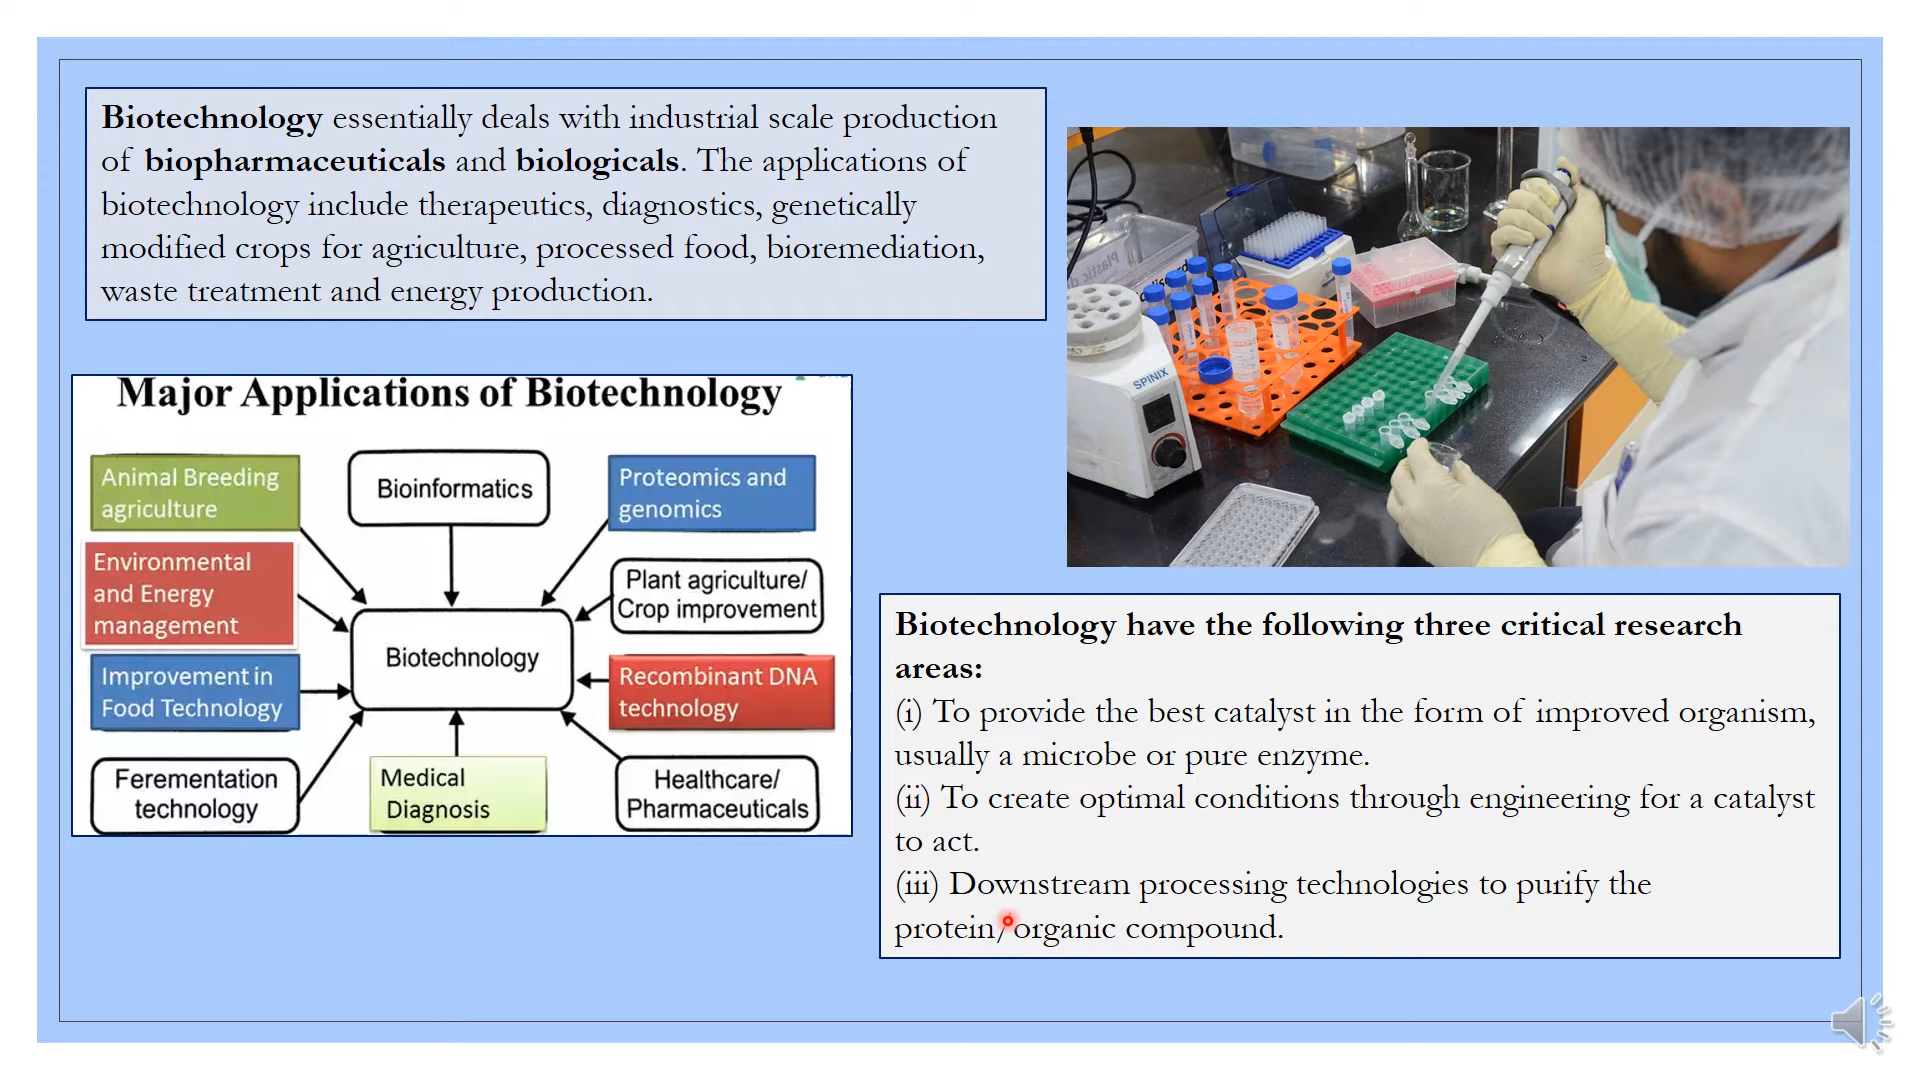 Biotechnology essentially deals with industrial scale production
of biopharmaceuticals and biologicals. The applications of
biotechnology include therapeutics, diagnostics, genetically
modified crops for agriculture, processed food, bioremediation,
waste treatment and energy production.
Major Applications of Biotechnology
Animal Breeding
agriculture
Bioinformatics
Proteomics and
genomics
Environmental
and Energy
management
Plant agriculture/
Crop improvement
Biotechnology
Improvement in
Food Technology
Recombinant DNA
technology
Ferementation
technology
Medical
Diagnosis
Healthcare/
Pharmaceuticals
SPINIX
Biotechnology have the following three critical research
areas:
(i) To provide the best catalyst in the form of improved organism,
usually a microbe or pure enzyme.
(ii) To create optimal conditions through engineering for a catalyst
to act.
(iii) Downstream processing technologies to purify the
protein/organic compound.